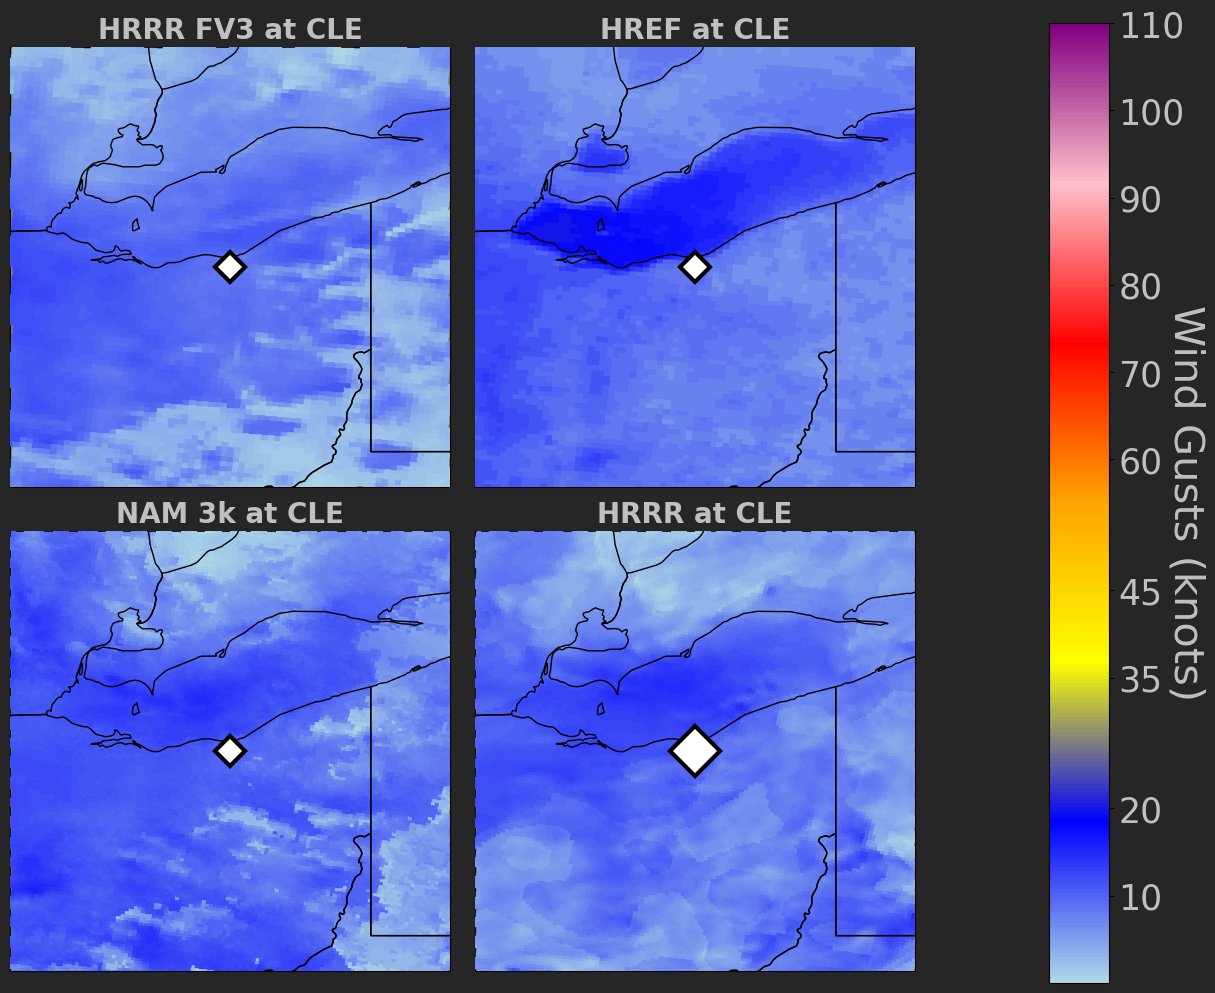 HRRR FV3 at CLE
HREF at CLE
NAM 3k at CLE
HRRR at CLE
110
100
90
80
70
60
45
35
20
10
Wind Gusts (knots)